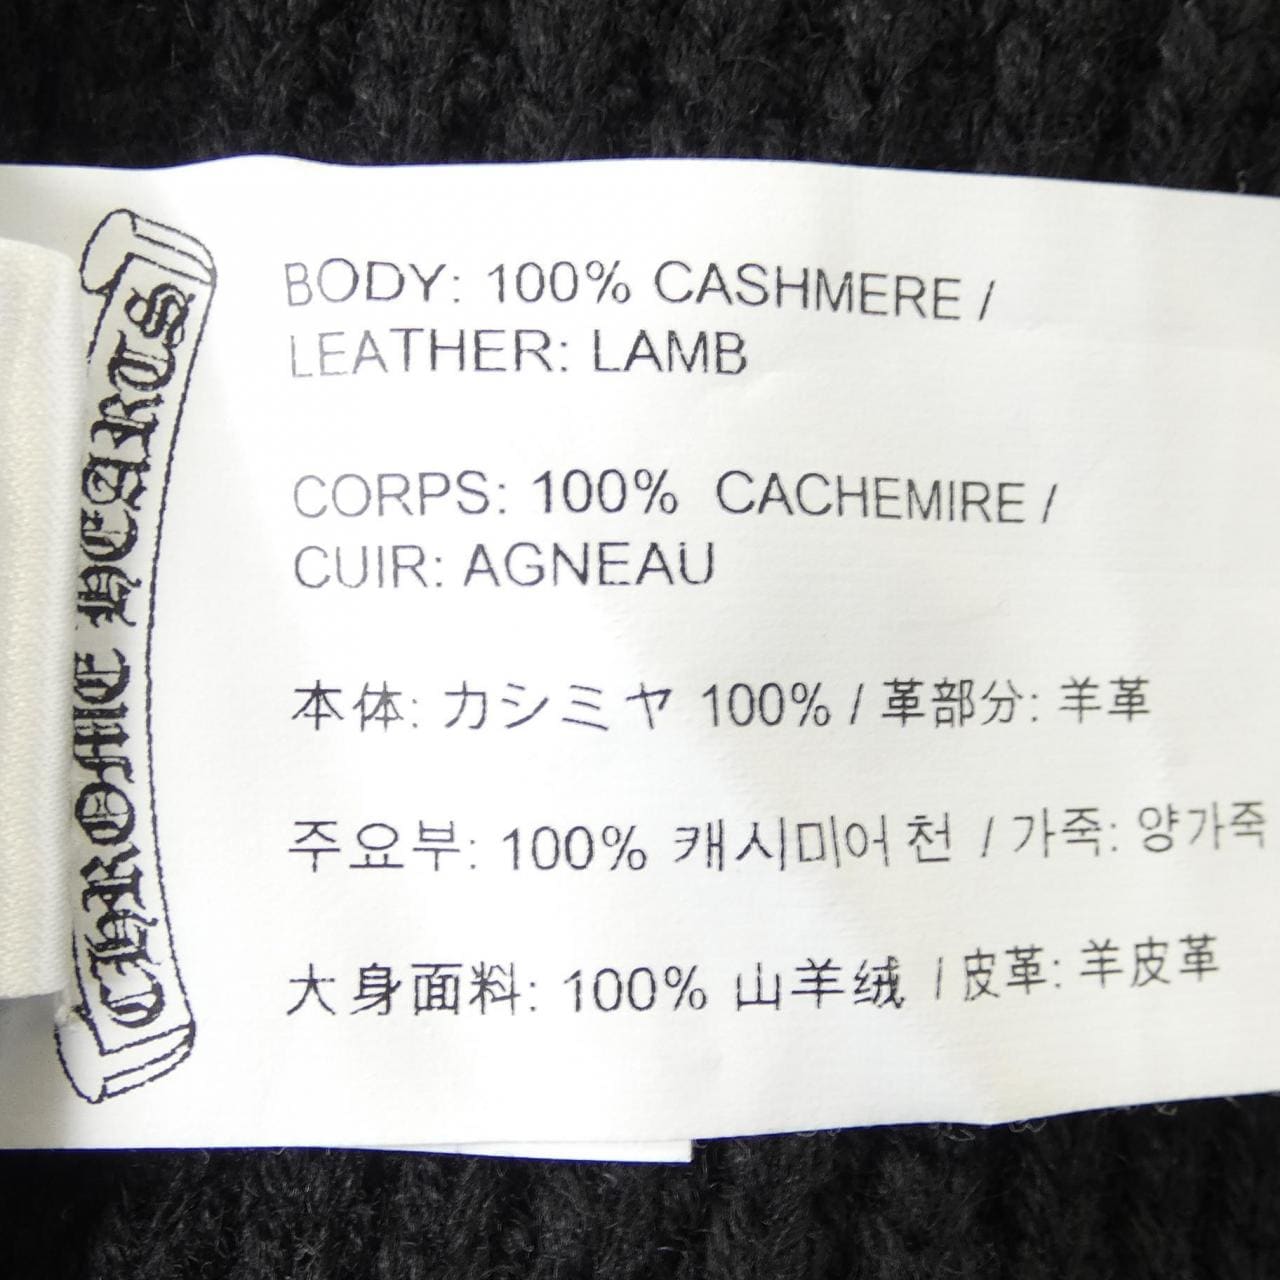 CHROME HEARTS
BODY: 100% CASHMERE /
LEATHER: LAMB
CORPS: 100% CACHEMIRE /
CUIR: AGNEAU
本体: カシミヤ 100% / 革部分: 羊革
주요부: 100% 캐시미어 천 / 가죽: 양가죽
大身面料: 100% 山羊绒 / 皮革: 羊皮革